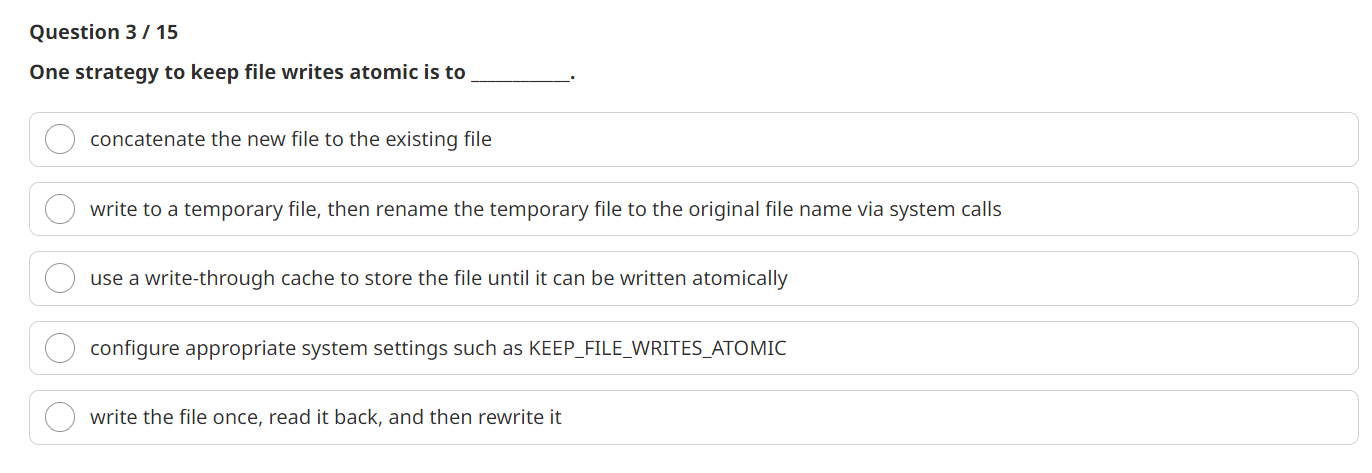 Question 3 / 15
One strategy to keep file writes atomic is to ____________.
concatenate the new file to the existing file
write to a temporary file, then rename the temporary file to the original file name via system calls
use a write-through cache to store the file until it can be written atomically
configure appropriate system settings such as KEEP_FILE_WRITES_ATOMIC
write the file once, read it back, and then rewrite it